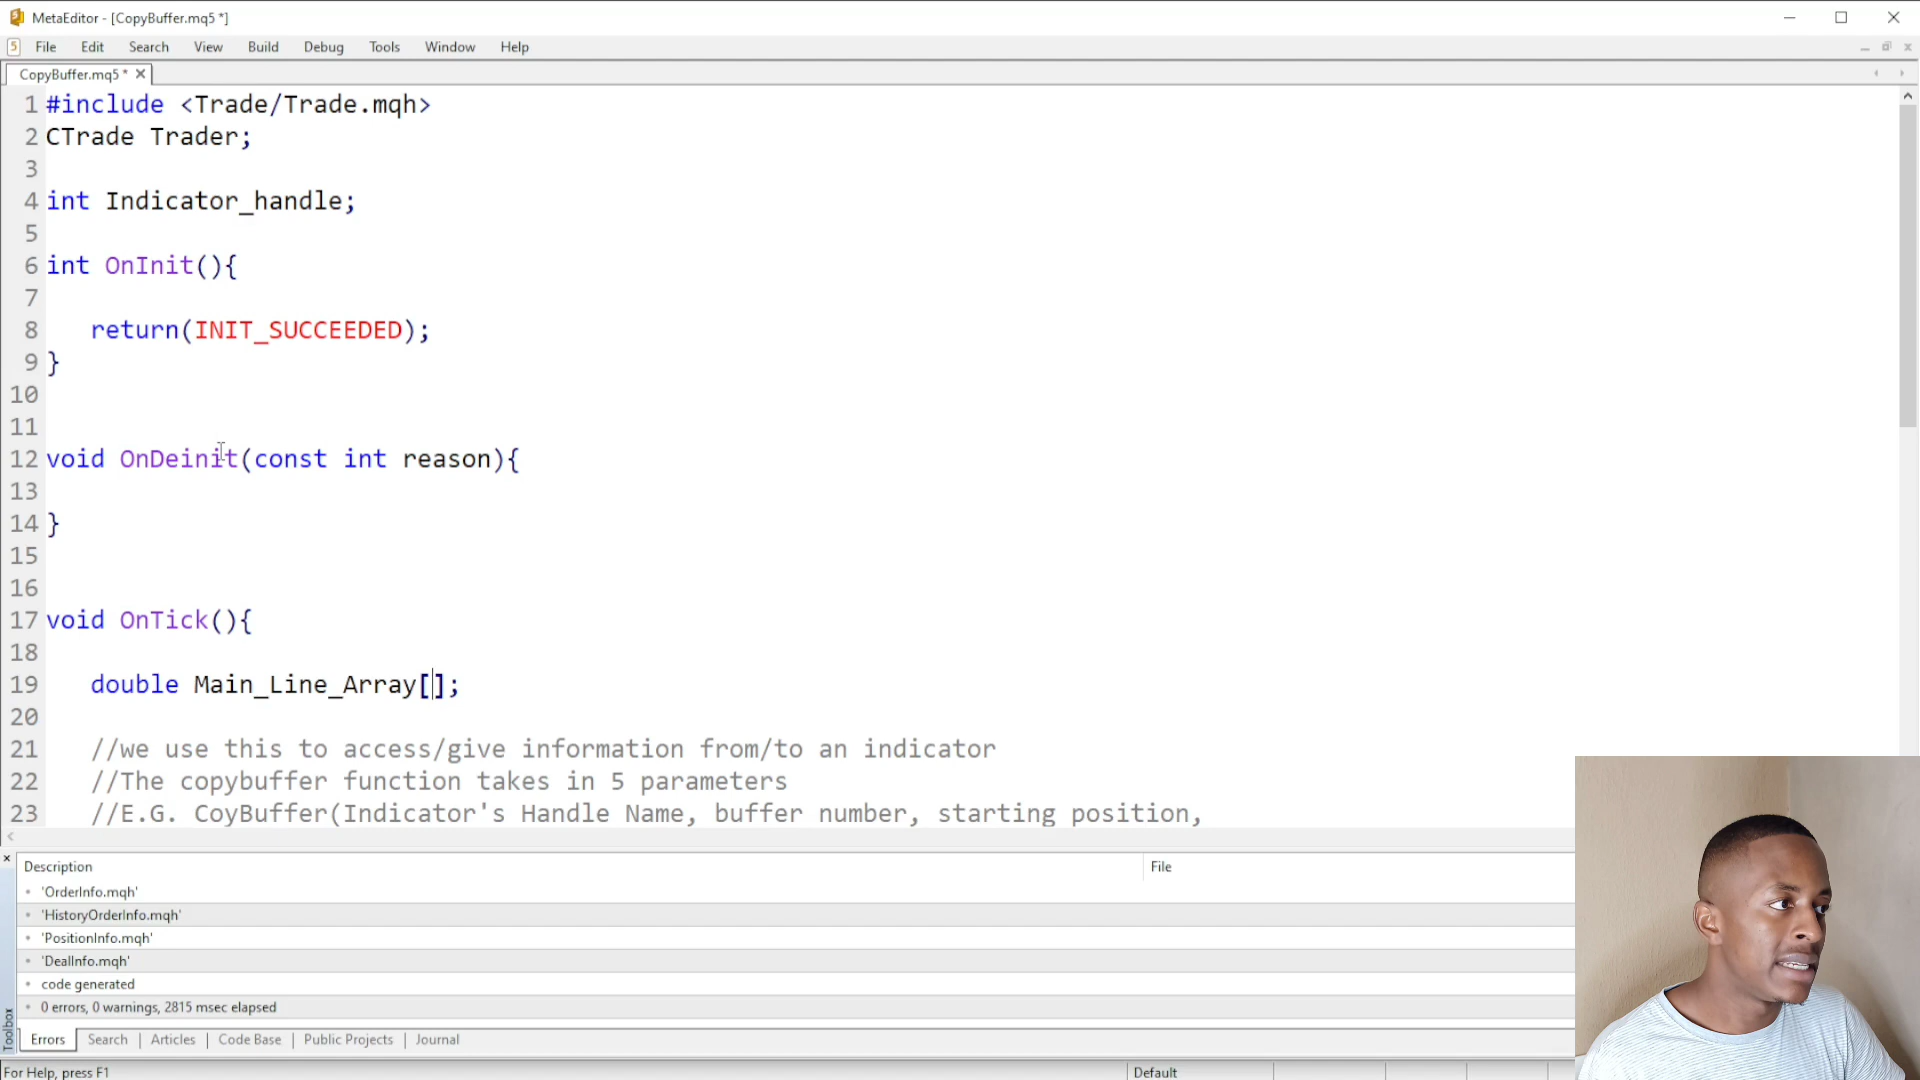 MetaEditor - [CopyBuffer.mq5 *]
5 File Edit Search View Build Debug Tools Window Help
CopyBuffer.mq5 *
1 #include <Trade/Trade.mqh>
2 CTrade Trader;
3
4 int Indicator_handle;
5
6 int OnInit(){
7
8 return(INIT_SUCCEEDED);
9 }
10
11
12 void OnDeinit(const int reason){
13
14 }
15
16
17 void OnTick(){
18
19 double Main_Line_Array[];
20
21 //we use this to access/give information from/to an indicator
22 //The copybuffer function takes in 5 parameters
23 //E.G. CoyBuffer(Indicator's Handle Name, buffer number, starting position,
Description File
'OrderInfo.mqh'
'HistoryOrderInfo.mqh'
'PositionInfo.mqh'
'DealInfo.mqh'
code generated
0 errors, 0 warnings, 2815 msec elapsed
Toolbox
Errors Search Articles Code Base Public Projects Journal
For Help, press F1 Default